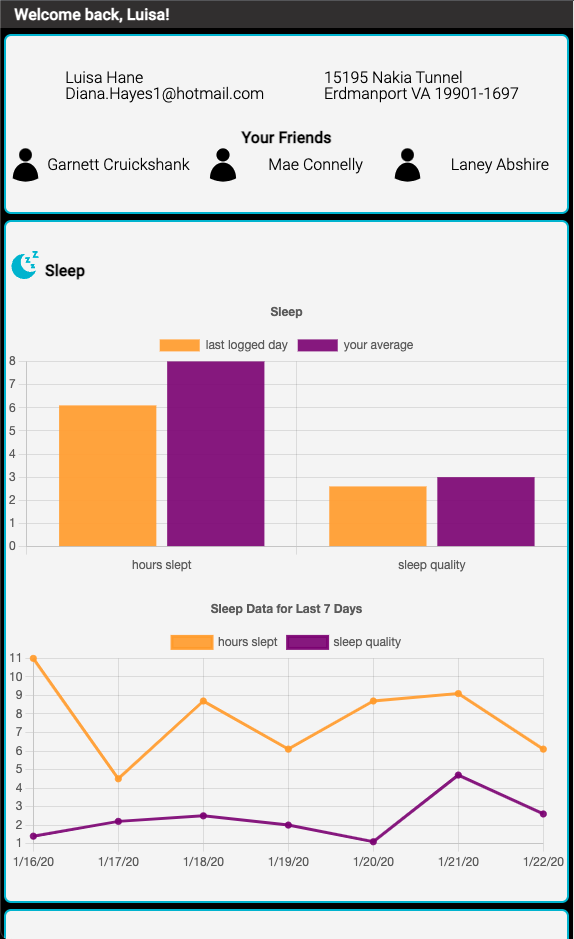 Welcome back, Luisa!
Luisa Hane
Diana.Hayes1@hotmail.com
15195 Nakia Tunnel
Erdmanport VA 19901-1697
Your Friends
Garnett Cruickshank Mae Connelly Laney Abshire
z z z
Sleep
Sleep
last logged day your average
8
7
6
5
4
3
2
1
0
hours slept sleep quality
Sleep Data for Last 7 Days
hours slept sleep quality
11
10
9
8
7
6
5
4
3
2
1
1/16/20 1/17/20 1/18/20 1/19/20 1/20/20 1/21/20 1/22/20